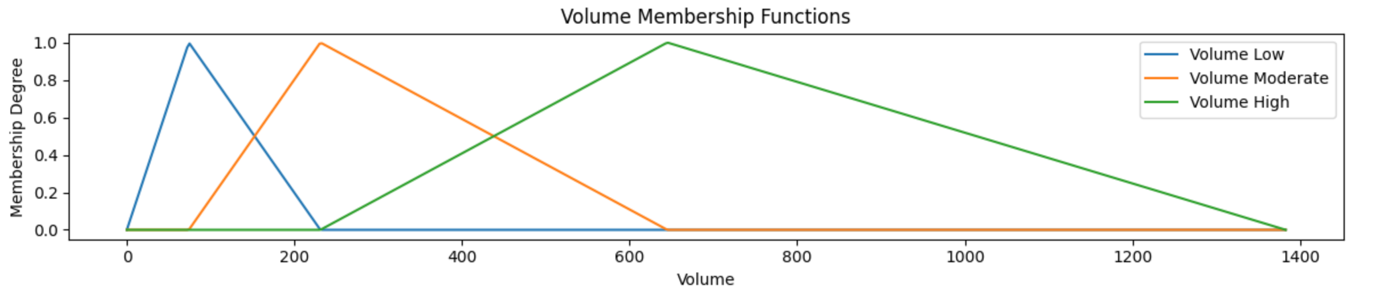 Volume Membership Functions
Membership Degree
1.0
0.8
0.6
0.4
0.2
0.0
Volume Low
Volume Moderate
Volume High
0 200 400 600 800 1000 1200 1400
Volume